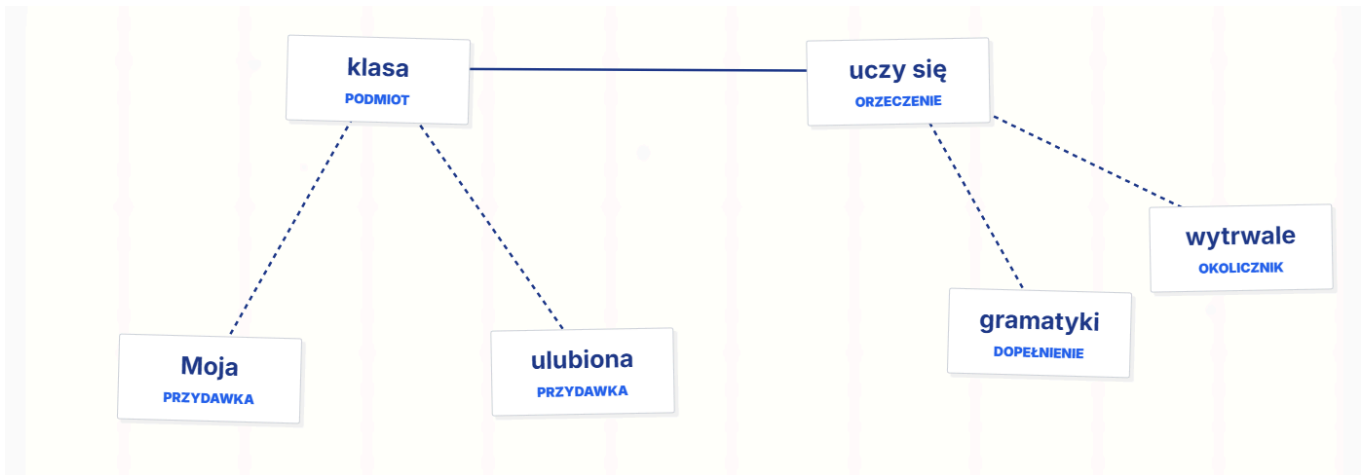 klasa
PODMIOT
uczy się
ORZECZENIE
wytrwale
OKOLICZNIK
gramatyki
DOPEŁNIENIE
Moja
PRZYDAWKA
ulubiona
PRZYDAWKA